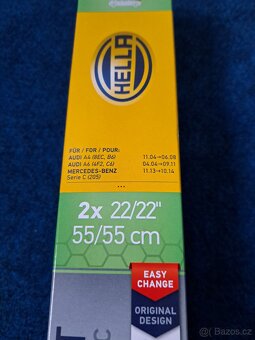 HELLA
FÜR / FOR / POUR:
AUDI A4 (8EC, B6) 11.04→06.08
AUDI A6 (4F2, C6) 04.04→09.11
MERCEDES-BENZ
Serie C (205) 11.13→10.14
...
2x 22/22"
55/55 cm
EASY
CHANGE
ORIGINAL
DESIGN
T
C
Bazoš.cz